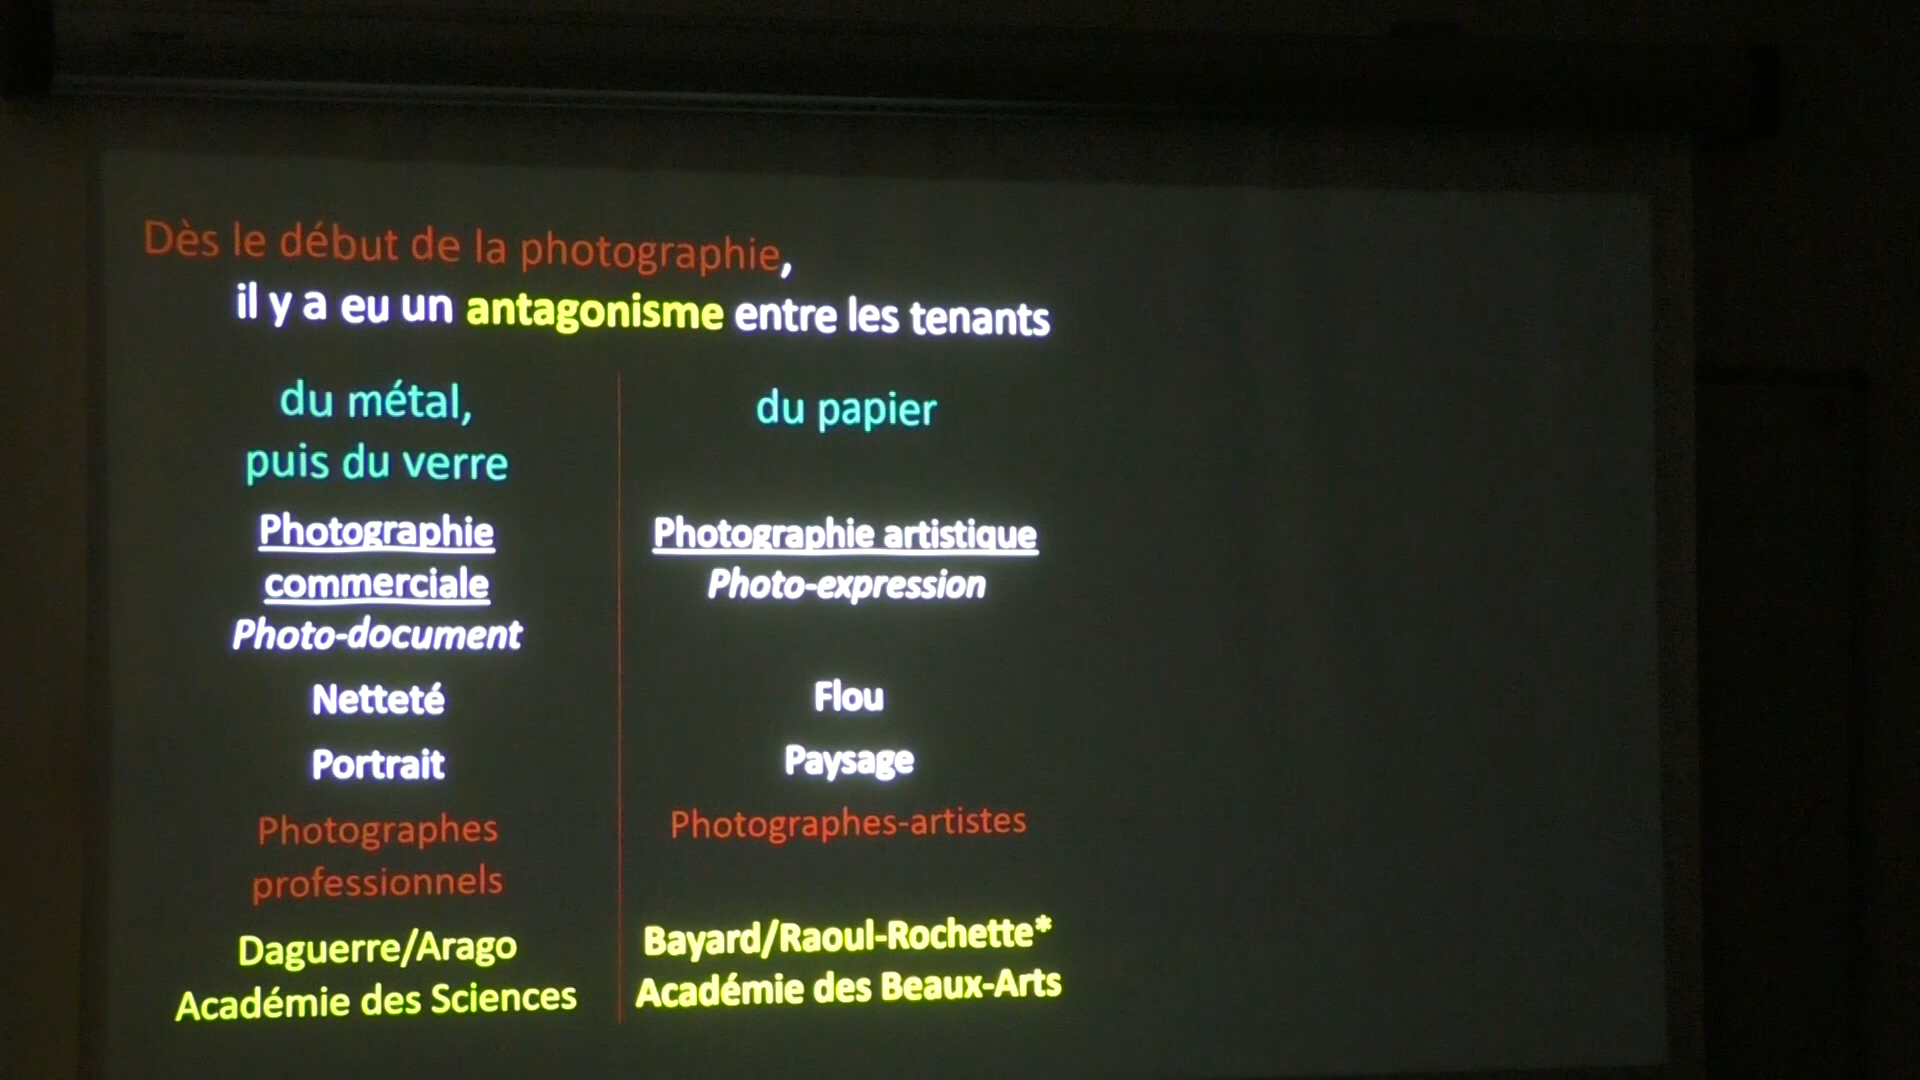 Dès le début de la photographie,
il y a eu un antagonisme entre les tenants
du métal,
puis du verre
Photographie
commerciale
Photo-document
Netteté
Portrait
Photographes
professionnels
Daguerre/Arago
Académie des Sciences
du papier
Photographie artistique
Photo-expression
Flou
Paysage
Photographes-artistes
Bayard/Raoul-Rochette*
Académie des Beaux-Arts